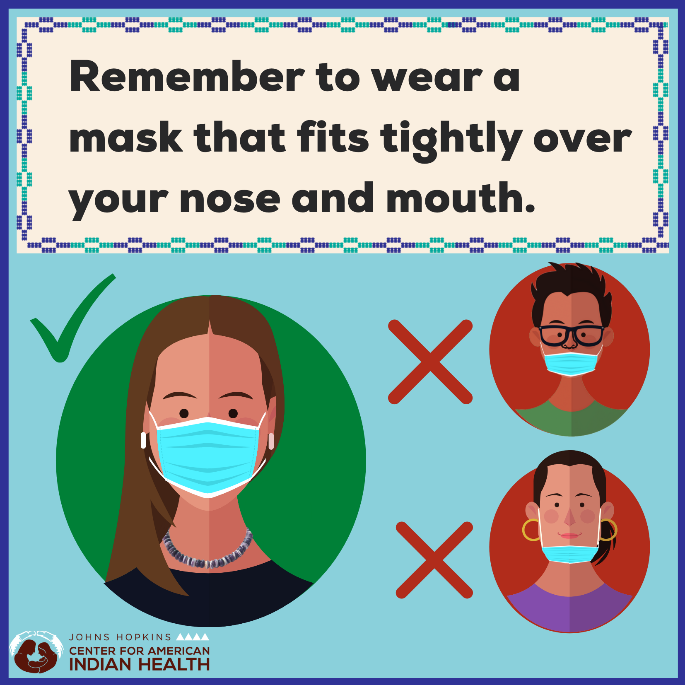 Remember to wear a
mask that fits tightly over
your nose and mouth.
JOHNS HOPKINS
CENTER FOR AMERICAN
INDIAN HEALTH